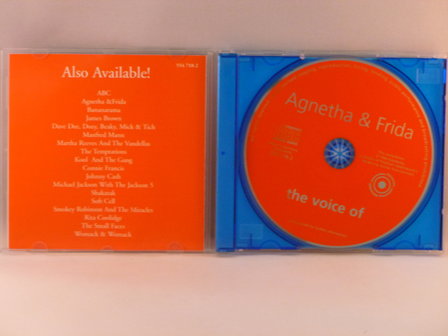 Also Available!
554 718-2
ABC
Agnetha &Frida
Bananarama
James Brown
Dave Dee, Dozy, Beaky, Mick & Tich
Manfred Mann
Martha Reeves And The Vandellas
The Temptations
Kool And The Gang
Connie Francis
Johnny Cash
Michael Jackson With The Jackson 5
Shakatak
Soft Cell
Smokey Robinson And The Miracles
Rita Coolidge
The Small Faces
Womack & Womack
Agnetha & Frida
the voice of